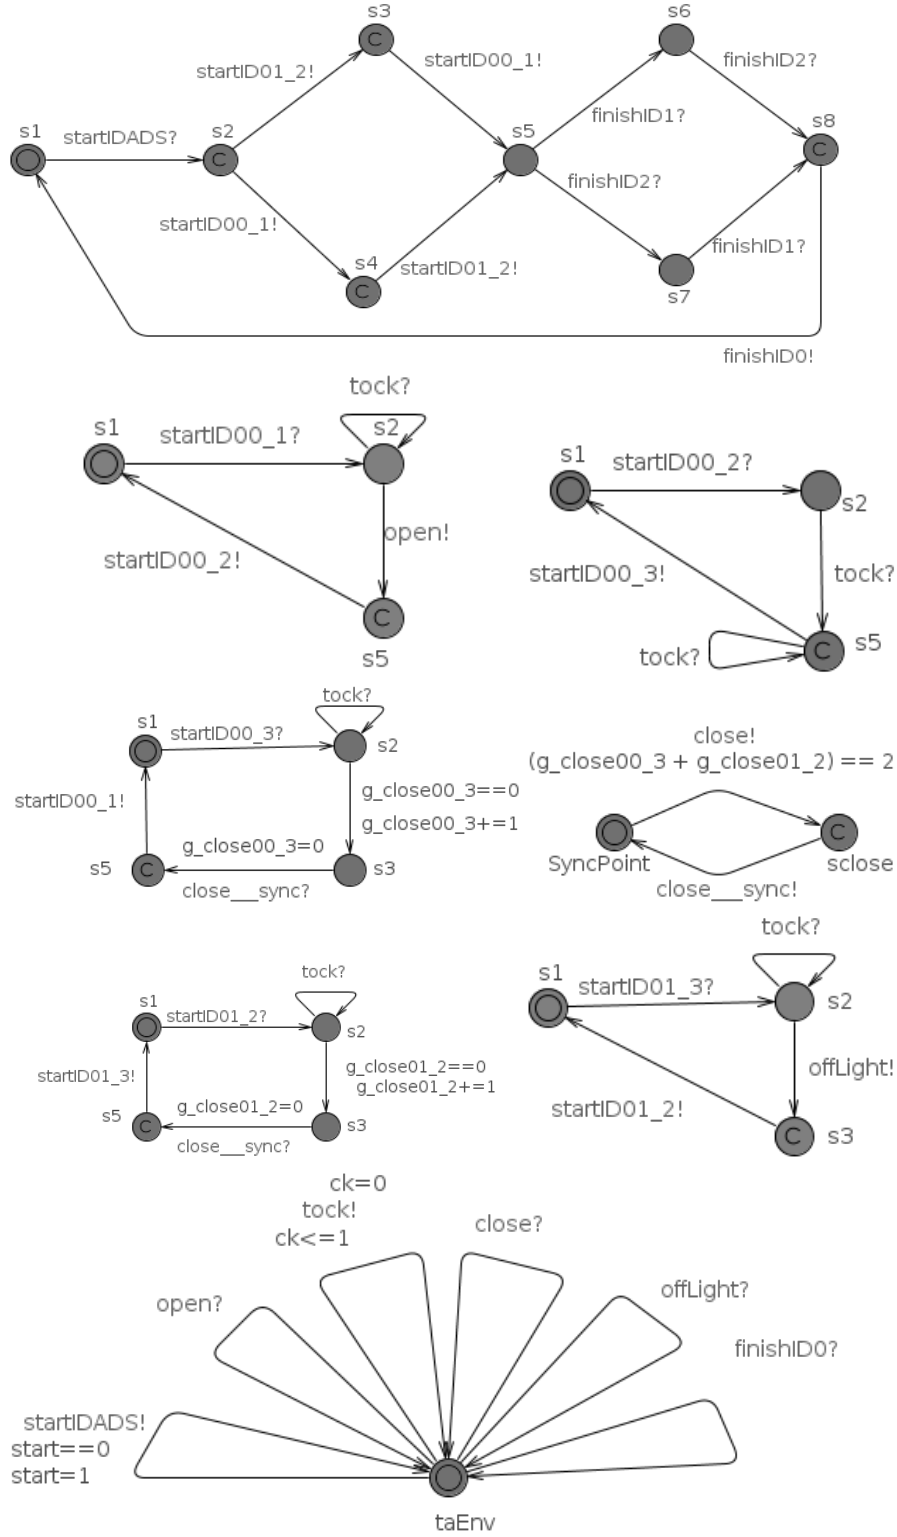 s3
s6
startID01_2!
startID00_1!
finishID2?
s1
startIDADS?
s2
C
s5
finishID1?
s8
C
C
finishID2?
startID00_1!
s4
startID01_2!
finishID1?
C
s7
finishID0!
tock?
s1
startID00_1?
s2
open!
startID00_2!
C
s5
s1
startID00_2?
s2
tock?
startID00_3!
tock?
C
s5
tock?
s1
startID00_3?
s2
startID00_1!
g_close00_3==0
g_close00_3+=1
g_close00_3=0
s5
C
s3
close__sync?
close!
(g_close00_3 + g_close01_2) == 2
C
SyncPoint
sclose
close__sync!
tock?
s1
startID01_2?
s2
startID01_3!
g_close01_2==0
g_close01_2+=1
g_close01_2=0
s5
C
s3
close__sync?
tock?
s1
startID01_3?
s2
offLight!
startID01_2!
C
s3
ck=0
tock!
ck<=1
close?
open?
offLight?
finishID0?
startIDADS!
start==0
start=1
taEnv